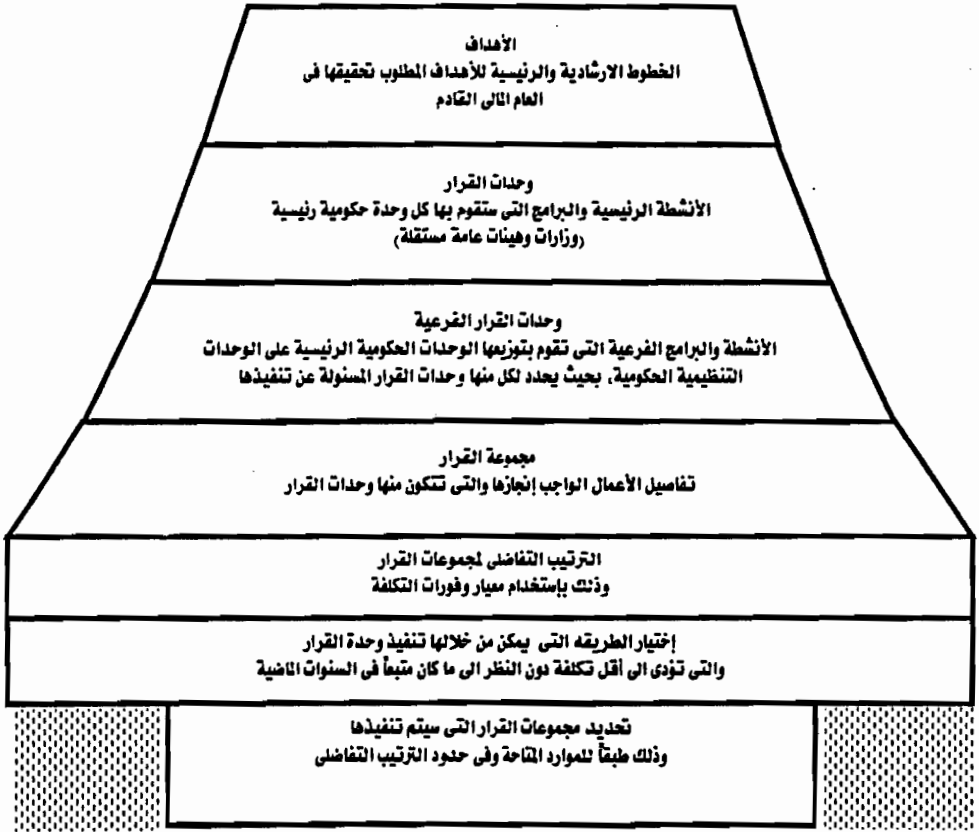 الأهداف
الخطوط الارشادية والرئيسية للأهداف المطلوب تحقيقها فى
العام المالى القادم
وحدات القرار
الأنشطة الرئيسية والبرامج التى ستقوم بها كل وحدة حكومية رئيسية
(وزارات وهيئات عامة مستقلة)
وحدات القرار الفرعية
الأنشطة والبرامج الفرعية التى تقوم بتوزيعها الوحدات الحكومية الرئيسية على الوحدات
التنظيمية الحكومية، بحيث يحدد لكل منها وحدات القرار المسئولة عن تنفيذها
مجموعة القرار
تفاصيل الأعمال الواجب إنجازها والتى تتكون منها وحدات القرار
الترتيب التفاضلى لمجموعات القرار
وذلك بإستخدام معيار وفورات التكلفة
إختيار الطريقه التى يمكن من خلالها تنفيذ وحدة القرار
والتى تؤدى الى أقل تكلفة دون النظر الى ما كان متبعاً فى السنوات الماضية
تحديد مجموعات القرار التى سيتم تنفيذها
وذلك طبقاً للموارد المتاحة وفى حدود الترتيب التفاضلى